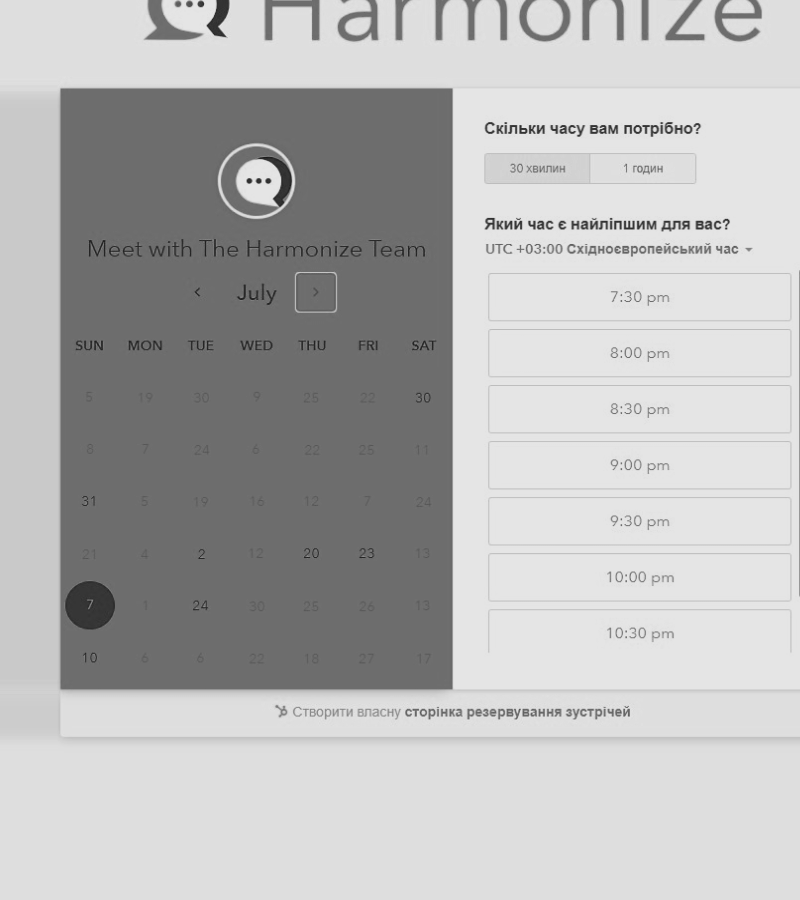 Harmonize
Meet with The Harmonize Team
July
SUN MON TUE WED THU FRI SAT
5 19 30 9 25 22 30
8 7 24 6 22 25 11
31 5 19 16 12 7 24
21 4 2 12 20 23 13
7 1 24 30 25 26 13
10 6 6 22 18 27 17
Скільки часу вам потрібно?
30 хвилин 1 годин
Який час є найліпшим для вас?
UTC +03:00 Східноєвропейський час
7:30 pm
8:00 pm
8:30 pm
9:00 pm
9:30 pm
10:00 pm
10:30 pm
Створити власну сторінка резервування зустрічей